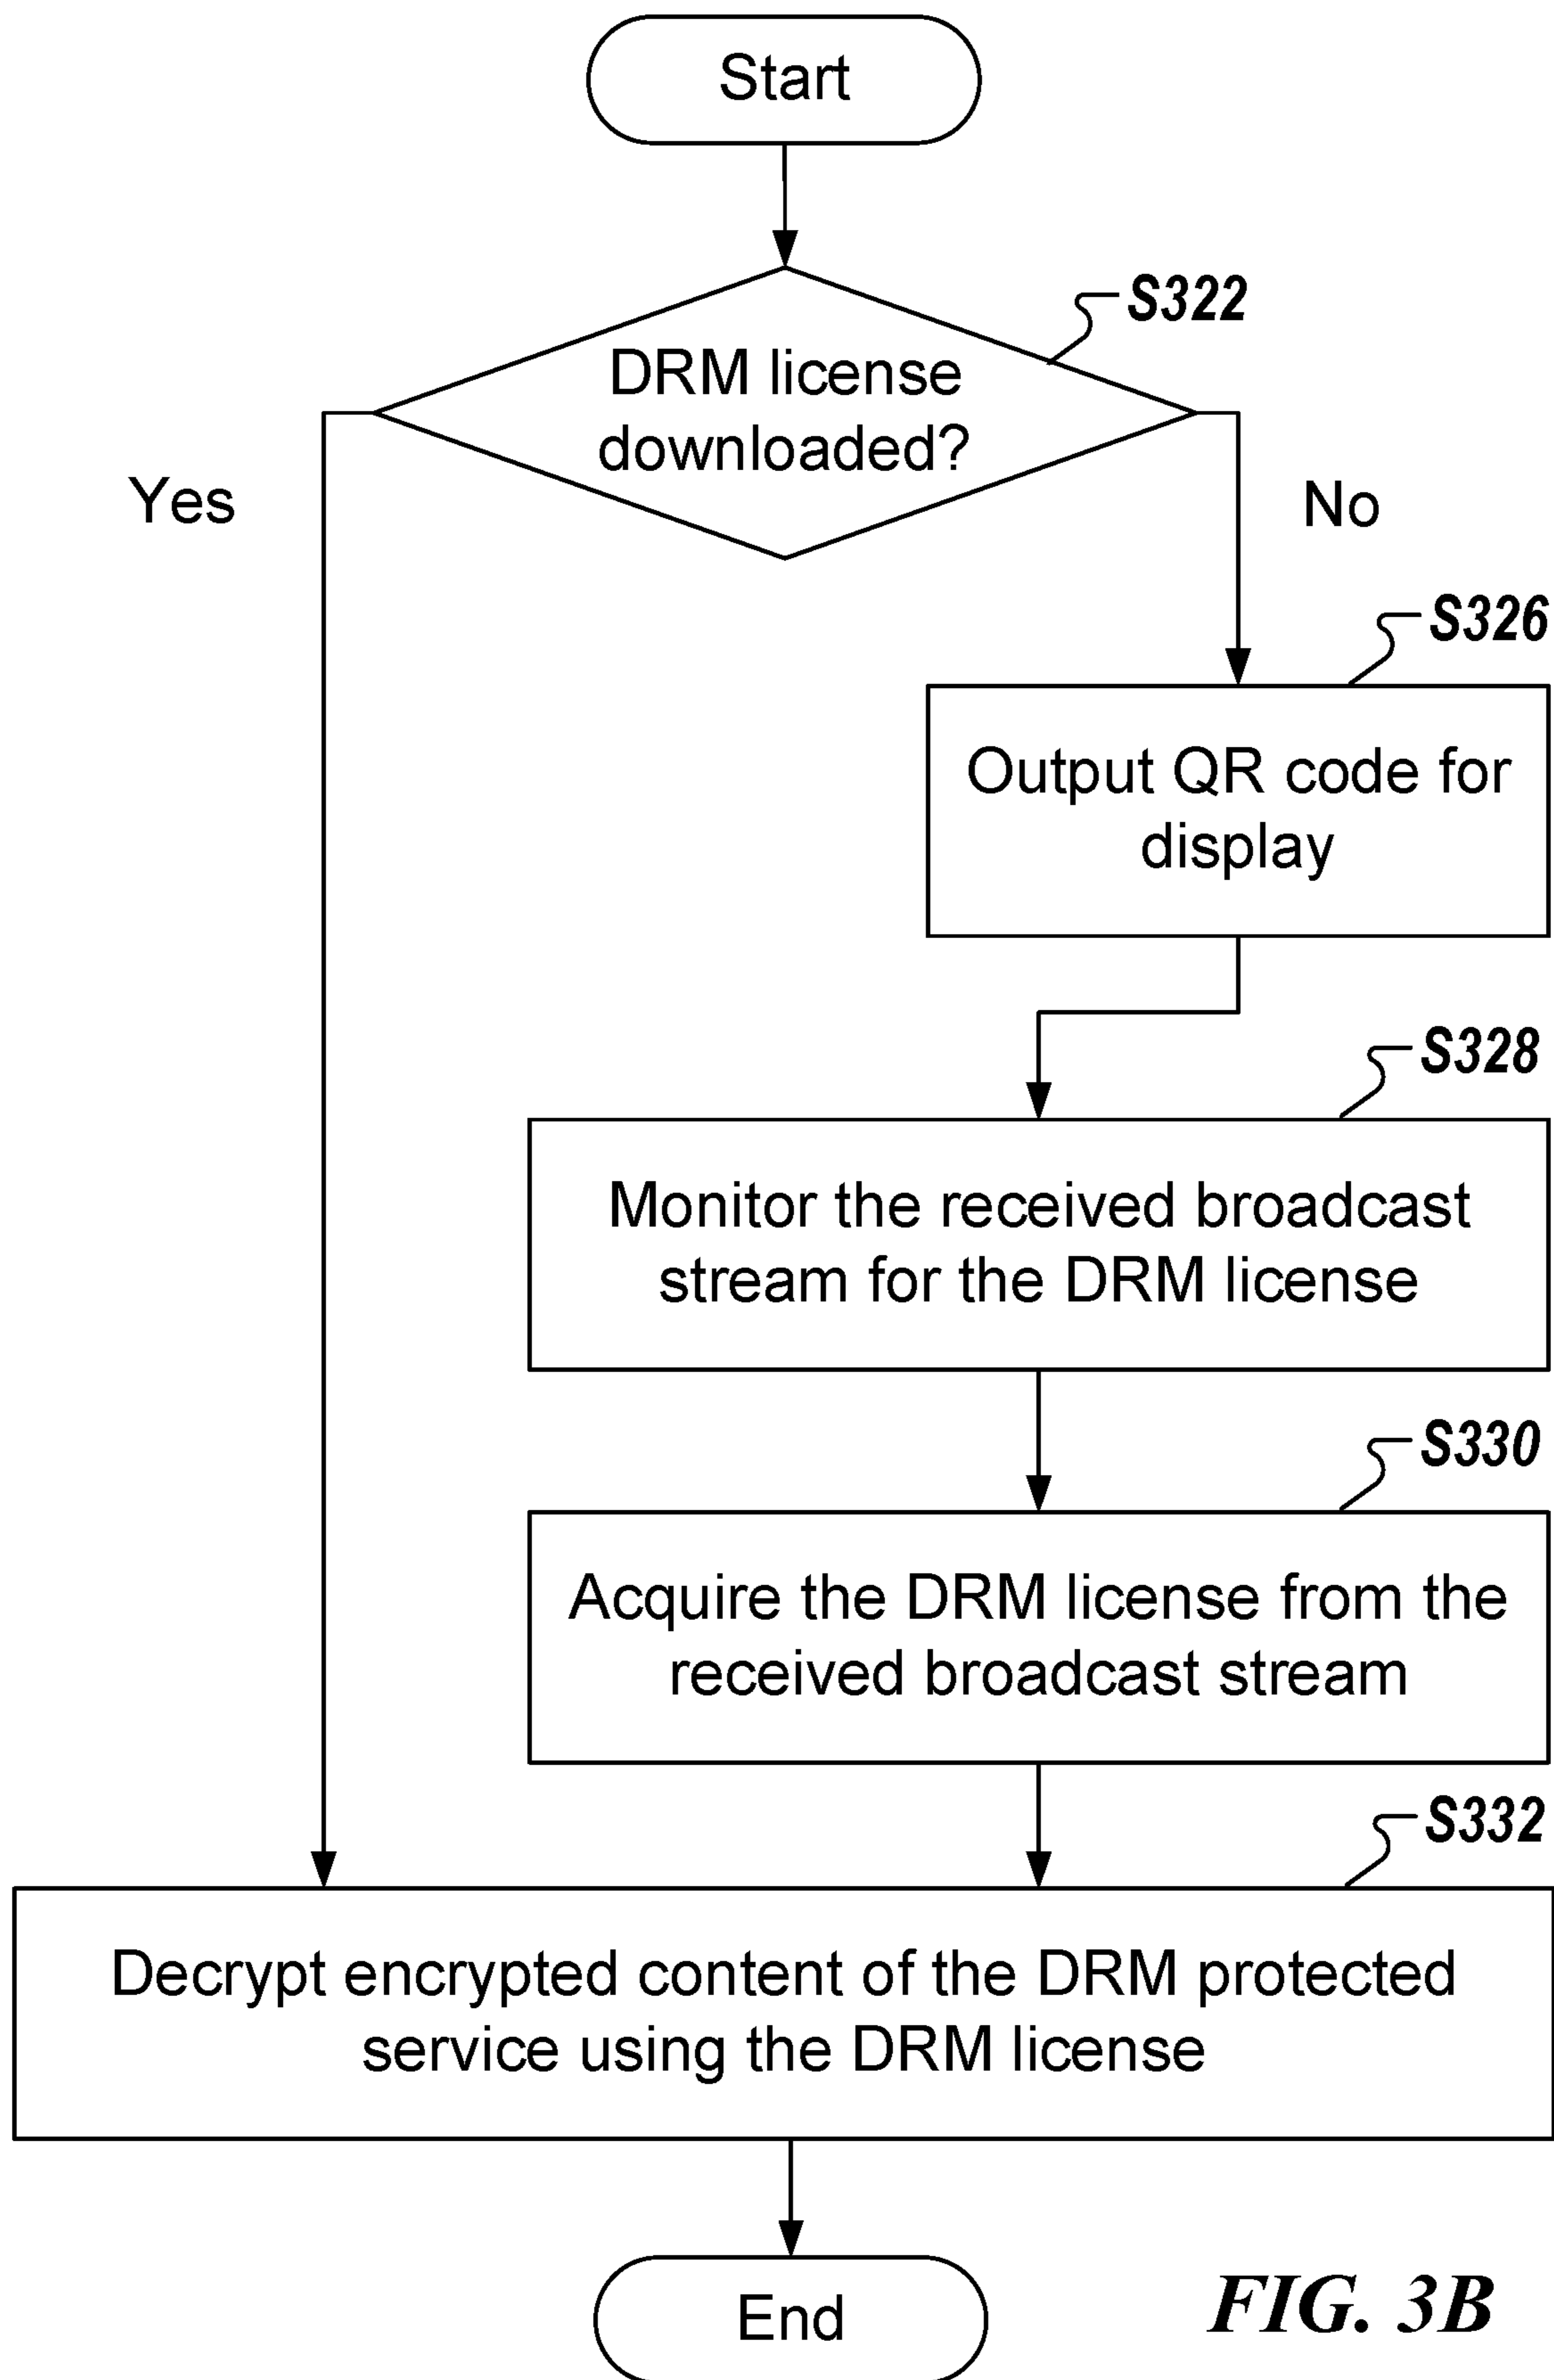 Start
S322
DRM license
downloaded?
Yes
No
S326
Output QR code for
display
S328
Monitor the received broadcast
stream for the DRM license
S330
Acquire the DRM license from the
received broadcast stream
S332
Decrypt encrypted content of the DRM protected
service using the DRM license
End
FIG. 3B